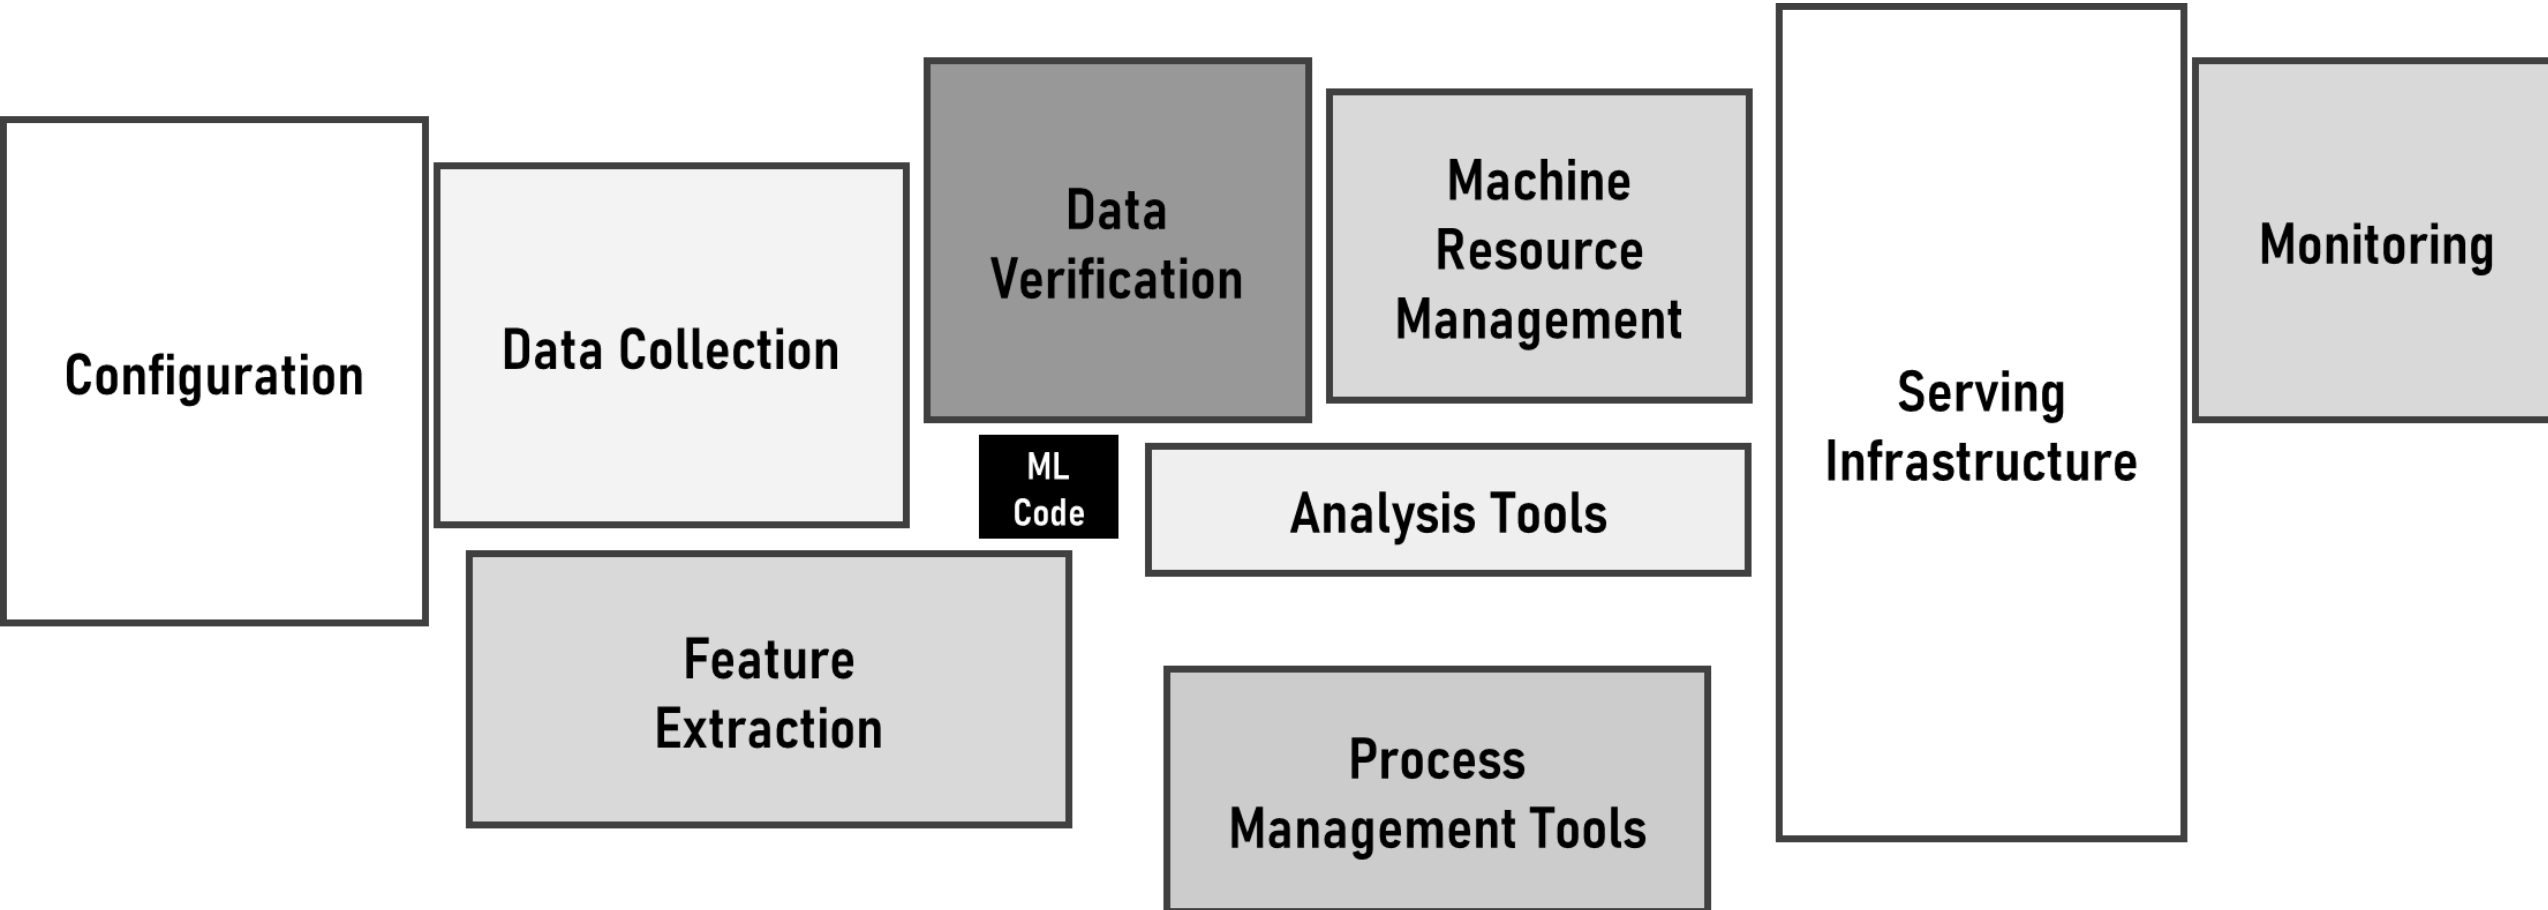 Configuration
Data Collection
Data
Verification
Machine
Resource
Management
Serving
Infrastructure
Monitoring
ML
Code
Analysis Tools
Feature
Extraction
Process
Management Tools